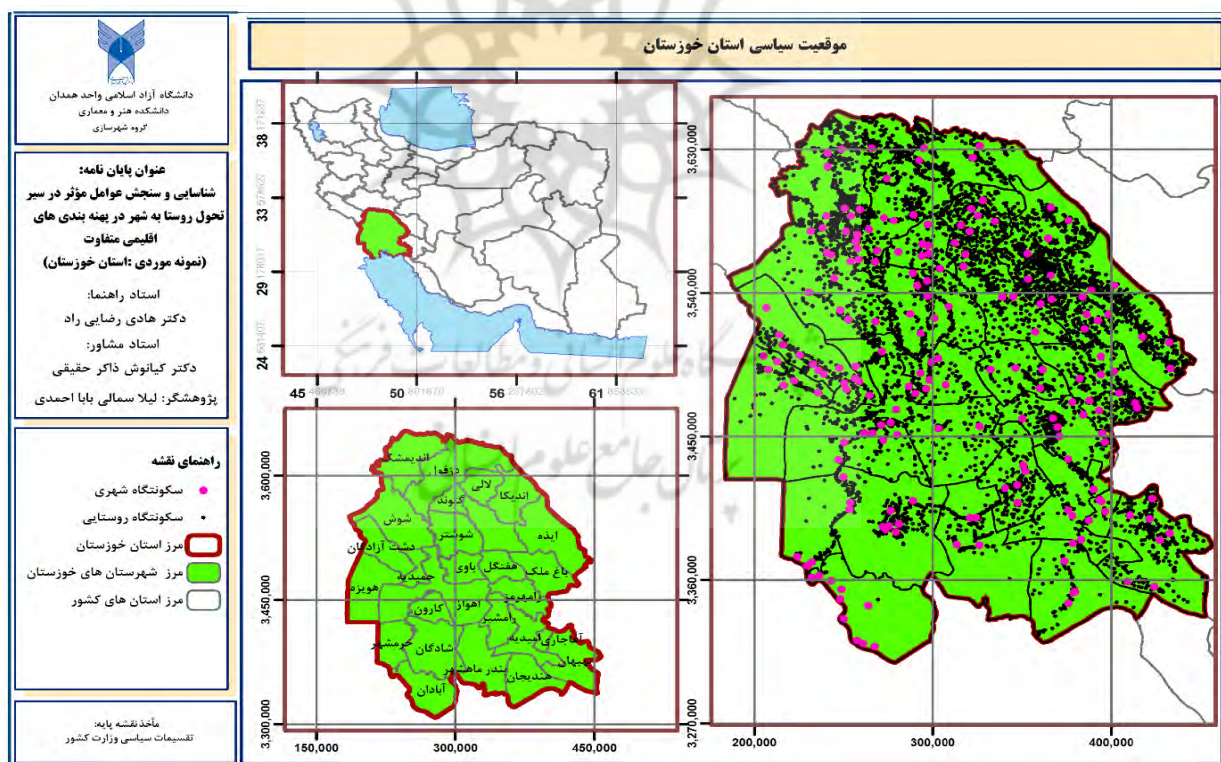 موقعیت سیاسی استان خوزستان
دانشگاه آزاد اسلامی واحد همدان
دانشکده هنر و معماری
گروه شهرسازی
عنوان پایان نامه:
شناسایی و سنجش عوامل مؤثر در سیر
تحول روستا به شهر در پهنه بندی های
اقلیمی متفاوت
(نمونه موردی :استان خوزستان)
استاد راهنما:
دکتر هادی رضایی راد
استاد مشاور:
دکتر کیانوش ذاکر حقیقی
پژوهشگر: لیلا سمالی بابا احمدی
راهنمای نقشه
سکونتگاه شهری
سکونتگاه روستایی
مرز استان خوزستان
مرز شهرستان های خوزستان
مرز استان های کشور
مأخذ نقشه پایه:
تقسیمات سیاسی وزارت کشور
38
33
29
24
45
50
56
61
3,600,000
3,450,000
3,300,000
150,000
300,000
450,000
اندیمشک
دزفول
لالی
اندیکا
گتوند
شوش
شوشتر
ایذه
دشت آزادگان
باوی
هفتگل
باغ ملک
حمیدیه
هویزه
رامهرمز
اهواز
کارون
رامشیر
امیدیه
آغاجاری
خرمشهر
شادگان
بهبهان
بندر ماهشهر
هندیجان
آبادان
3,630,000
3,540,000
3,450,000
3,360,000
3,270,000
200,000
300,000
400,000